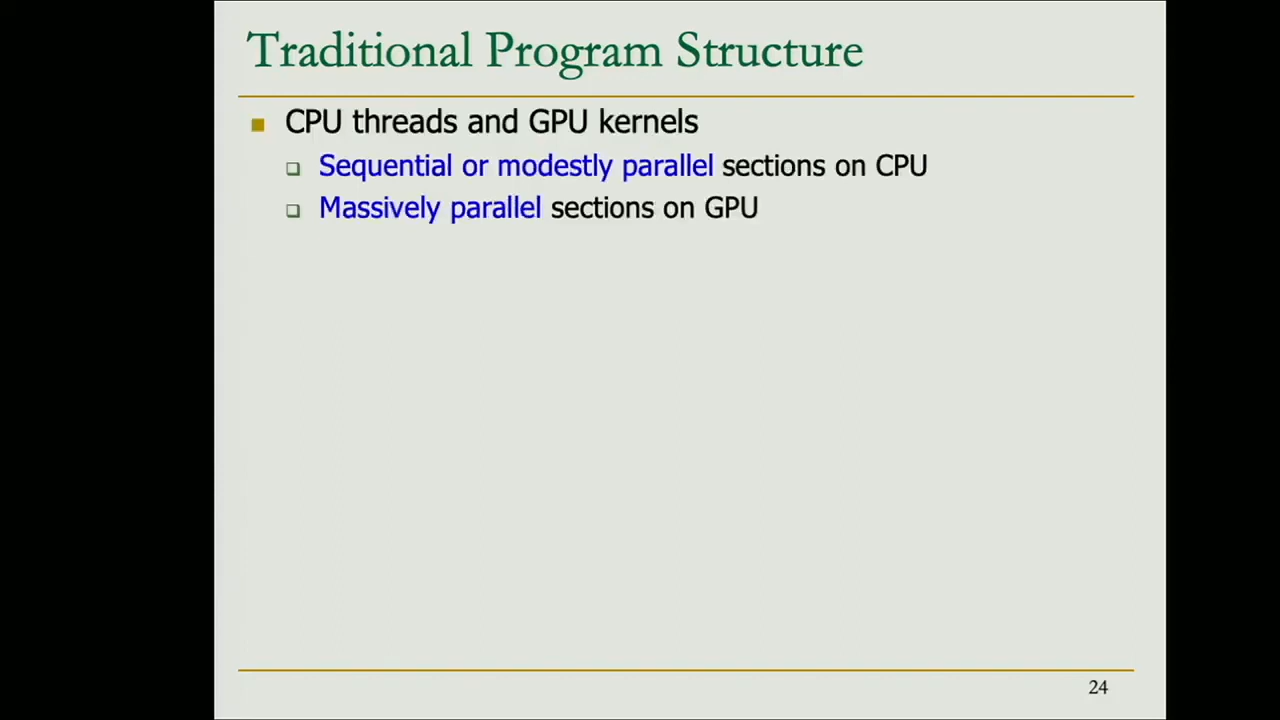 Traditional Program Structure
CPU threads and GPU kernels
Sequential or modestly parallel sections on CPU
Massively parallel sections on GPU
24